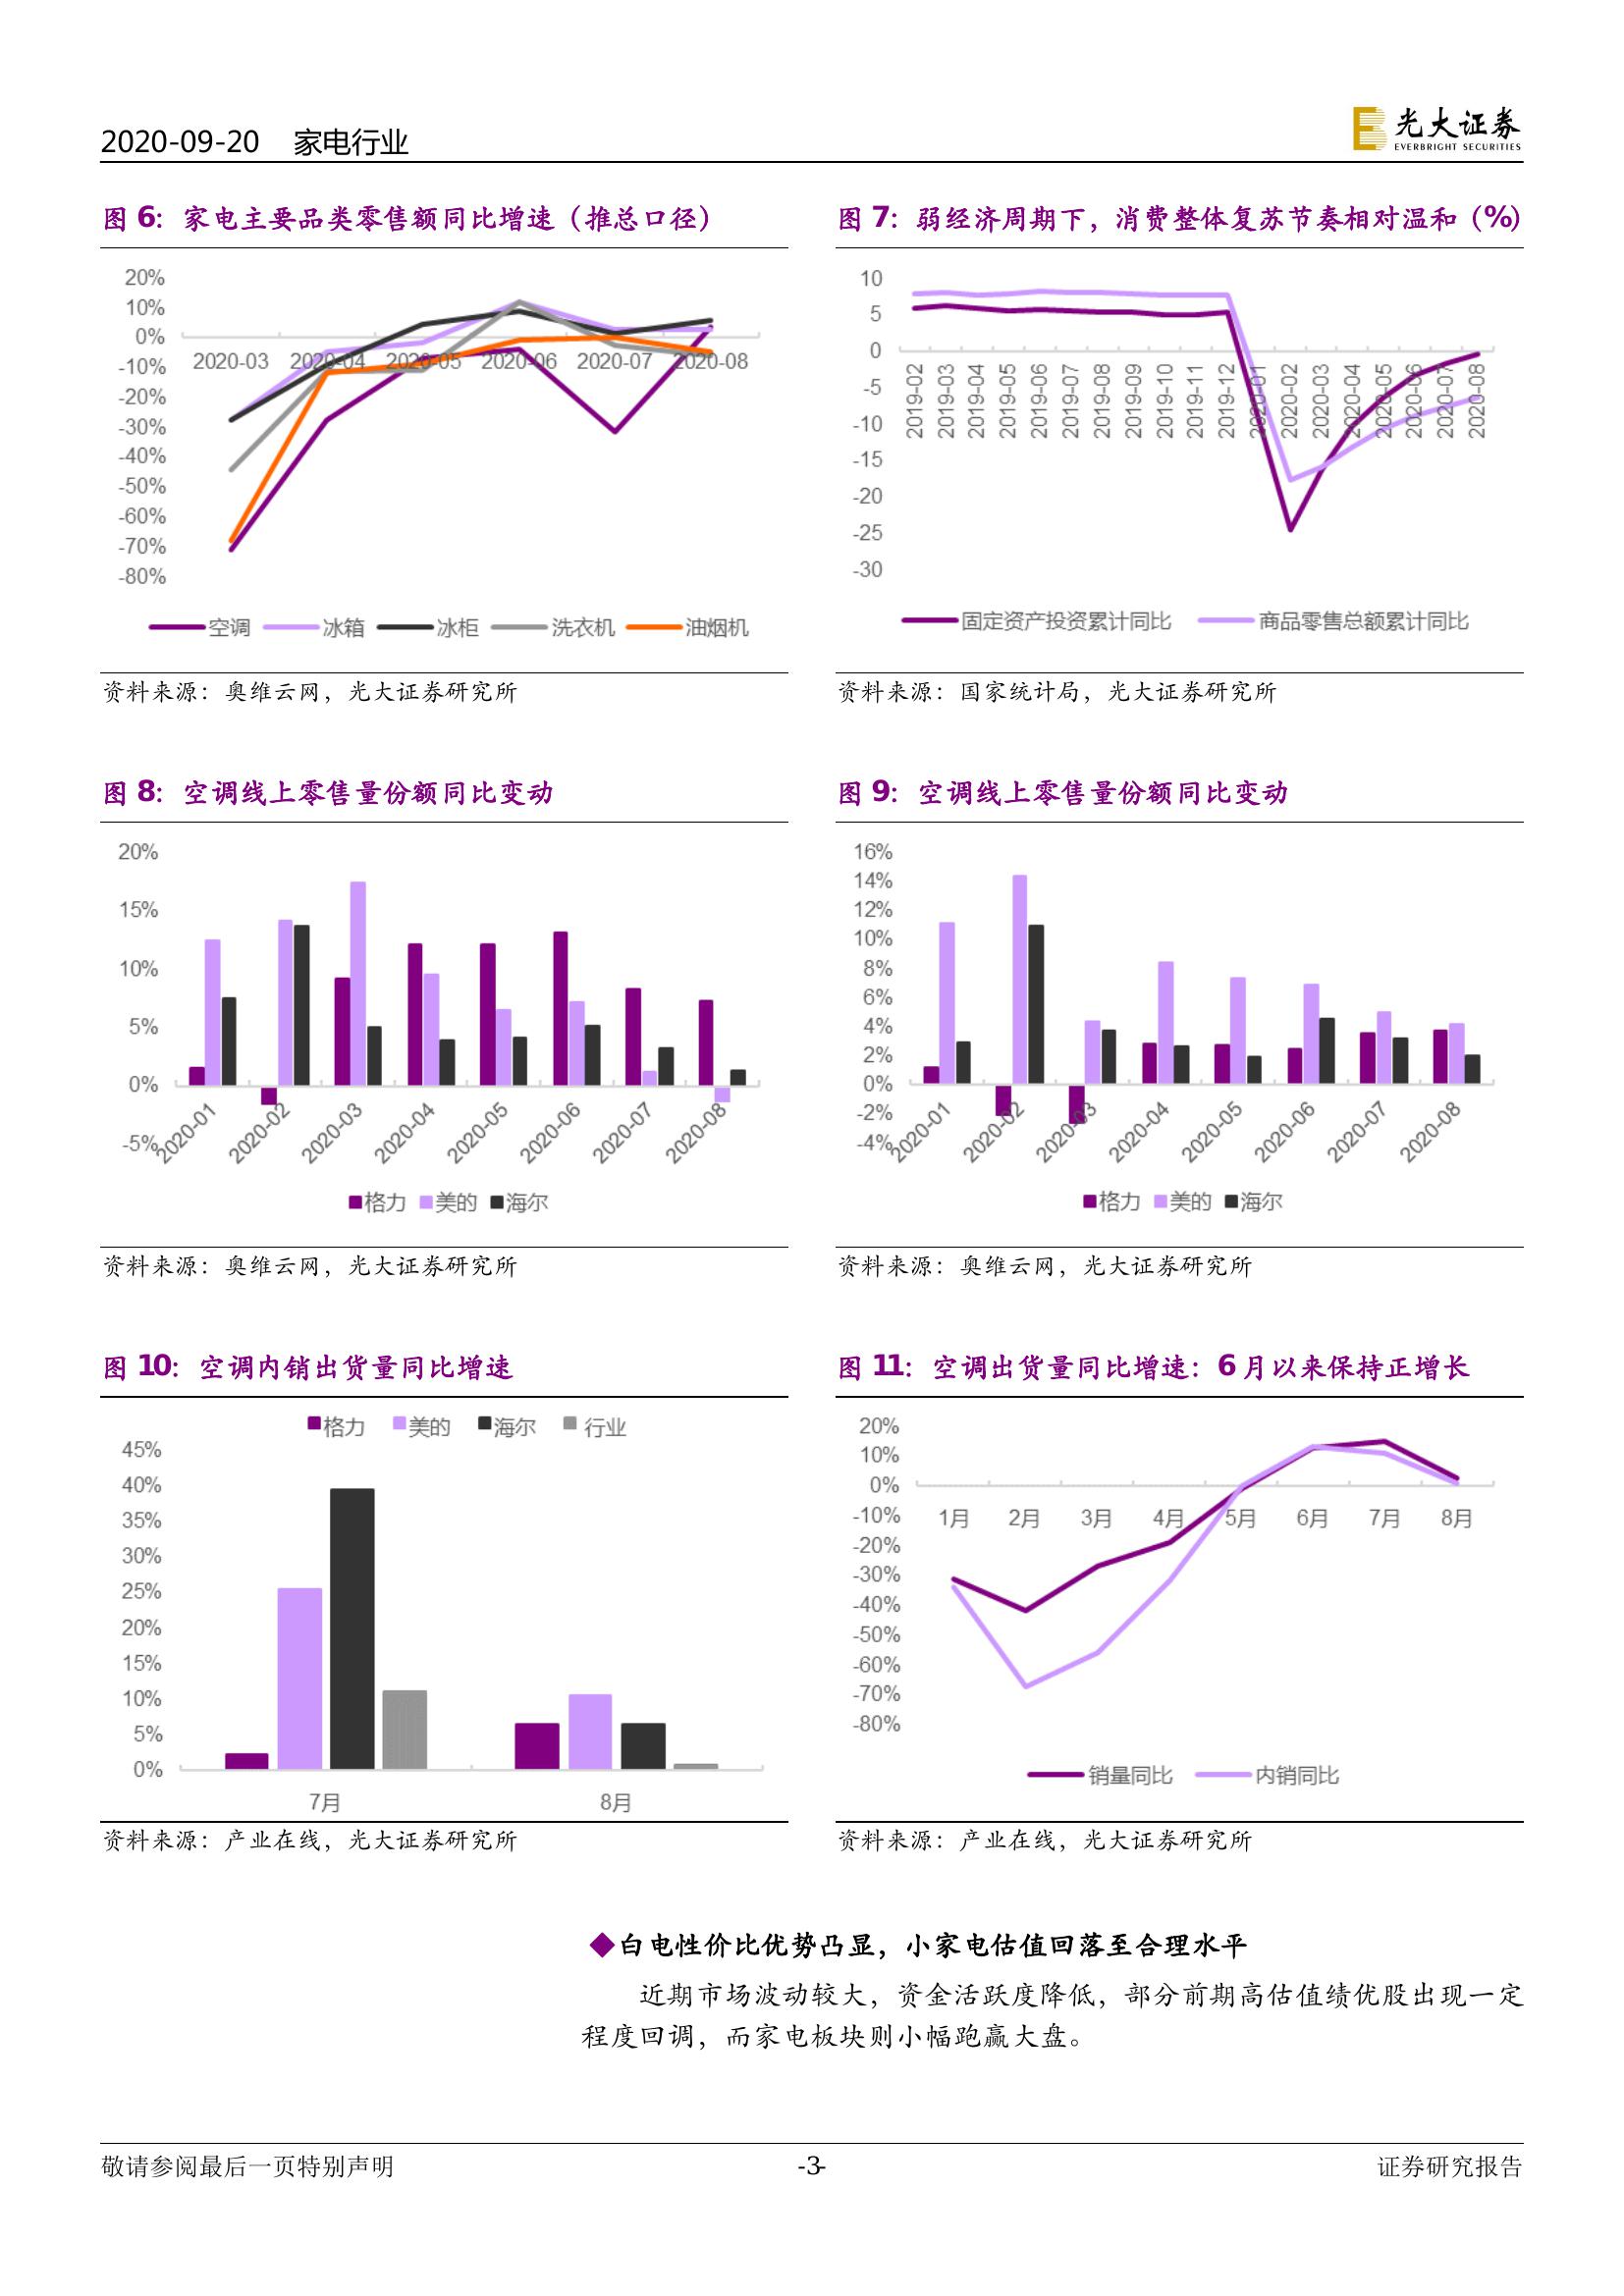 2020-09-20 家电行业
光大证券
EVERBRIGHT SECURITIES
图 6：家电主要品类零售额同比增速（推总口径）
20%
10%
0%
-10%
-20%
-30%
-40%
-50%
-60%
-70%
-80%
2020-03 2020-04 2020-05 2020-06 2020-07 2020-08
空调 冰箱 冰柜 洗衣机 油烟机
资料来源：奥维云网，光大证券研究所
图 7：弱经济周期下，消费整体复苏节奏相对温和（%）
10
5
0
-5
-10
-15
-20
-25
-30
2019-02 2019-03 2019-04 2019-05 2019-06 2019-07 2019-08 2019-09 2019-10 2019-11 2019-12 2020-01 2020-02 2020-03 2020-04 2020-05 2020-06 2020-07 2020-08
固定资产投资累计同比 商品零售总额累计同比
资料来源：国家统计局，光大证券研究所
图 8：空调线上零售量份额同比变动
20%
15%
10%
5%
0%
-5%
2020-01 2020-02 2020-03 2020-04 2020-05 2020-06 2020-07 2020-08
格力 美的 海尔
资料来源：奥维云网，光大证券研究所
图 9：空调线上零售量份额同比变动
16%
14%
12%
10%
8%
6%
4%
2%
0%
-2%
-4%
2020-01 2020-02 2020-03 2020-04 2020-05 2020-06 2020-07 2020-08
格力 美的 海尔
资料来源：奥维云网，光大证券研究所
图 10：空调内销出货量同比增速
格力 美的 海尔 行业
45%
40%
35%
30%
25%
20%
15%
10%
5%
0%
7月 8月
资料来源：产业在线，光大证券研究所
图 11：空调出货量同比增速：6 月以来保持正增长
20%
10%
0%
-10%
-20%
-30%
-40%
-50%
-60%
-70%
-80%
1月 2月 3月 4月 5月 6月 7月 8月
销量同比 内销同比
资料来源：产业在线，光大证券研究所
◆白电性价比优势凸显，小家电估值回落至合理水平
近期市场波动较大，资金活跃度降低，部分前期高估值绩优股出现一定
程度回调，而家电板块则小幅跑赢大盘。
敬请参阅最后一页特别声明 -3- 证券研究报告